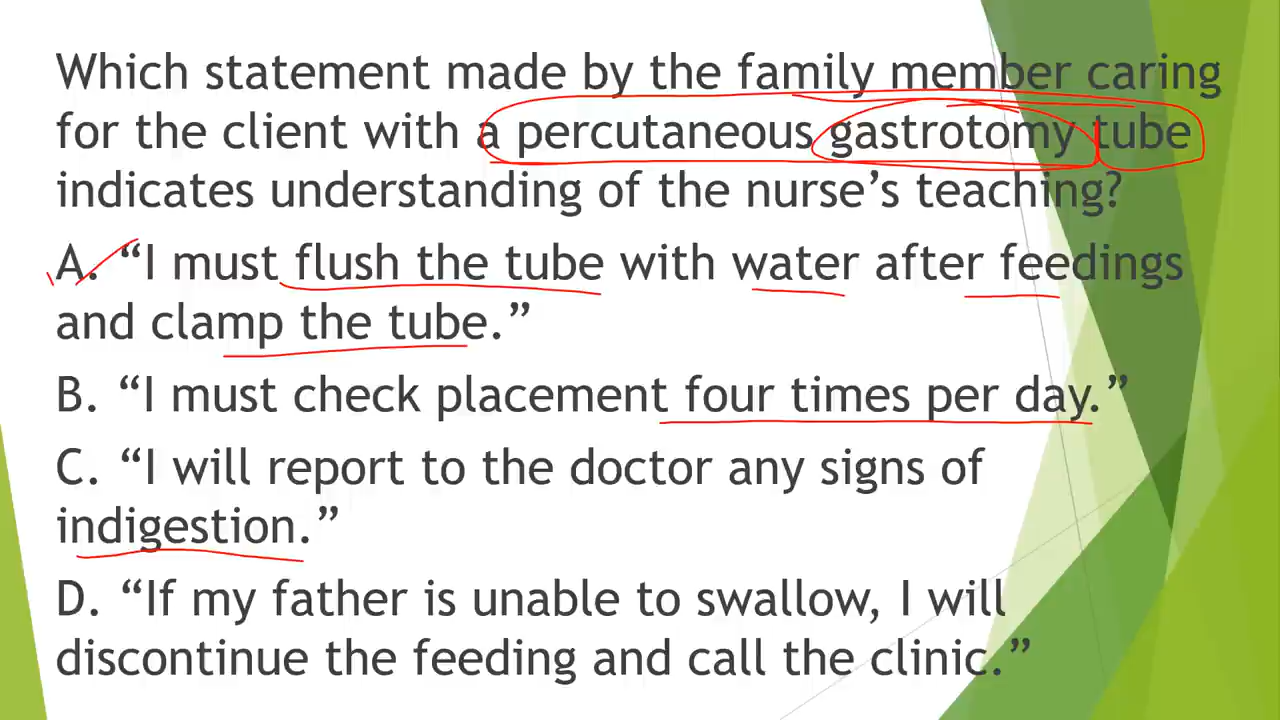 Which statement made by the family member caring
for the client with a percutaneous gastrotomy tube
indicates understanding of the nurse’s teaching?
A. “I must flush the tube with water after feedings
and clamp the tube.”
B. “I must check placement four times per day.”
C. “I will report to the doctor any signs of
indigestion.”
D. “If my father is unable to swallow, I will
discontinue the feeding and call the clinic.”